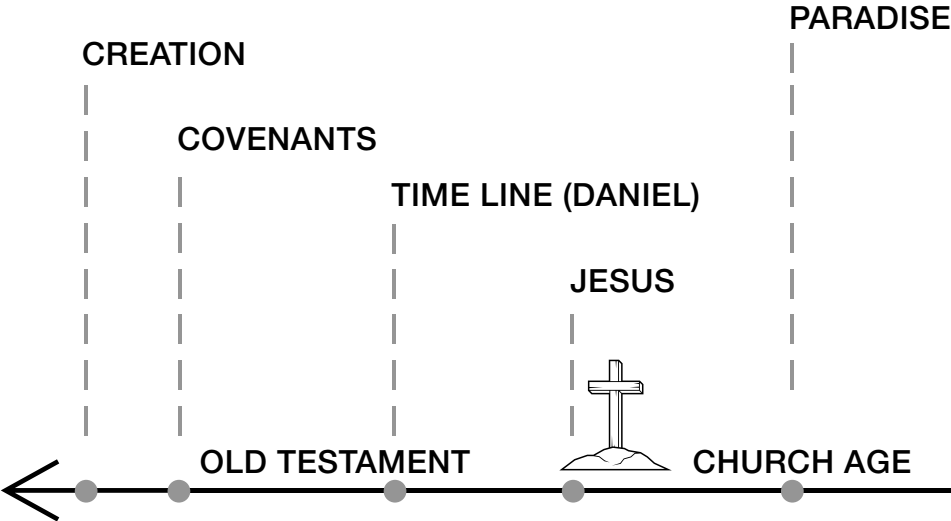 PARADISE
CREATION
COVENANTS
TIME LINE (DANIEL)
JESUS
OLD TESTAMENT
CHURCH AGE